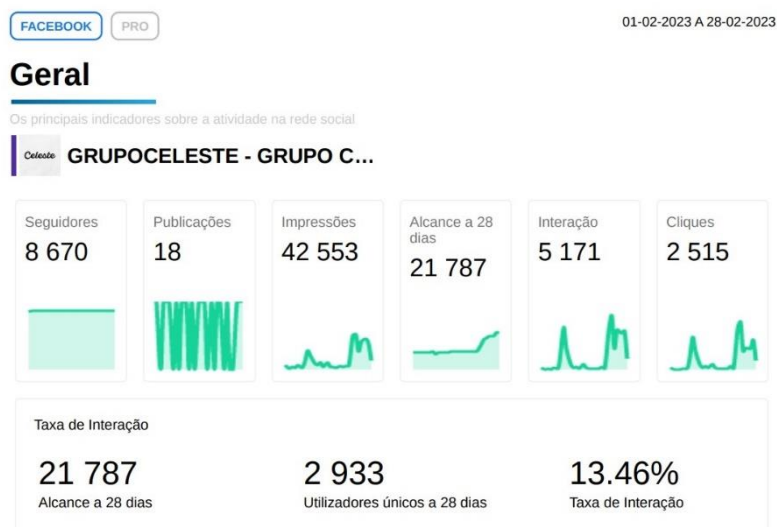 FACEBOOK PRO 01-02-2023 A 28-02-2023
Geral
Os principais indicadores sobre a atividade na rede social
Celeste GRUPOCELESTE - GRUPO C...
Seguidores
8 670
Publicações
18
Impressões
42 553
Alcance a 28
dias
21 787
Interação
5 171
Cliques
2 515
Taxa de Interação
21 787
Alcance a 28 dias
2 933
Utilizadores únicos a 28 dias
13.46%
Taxa de Interação